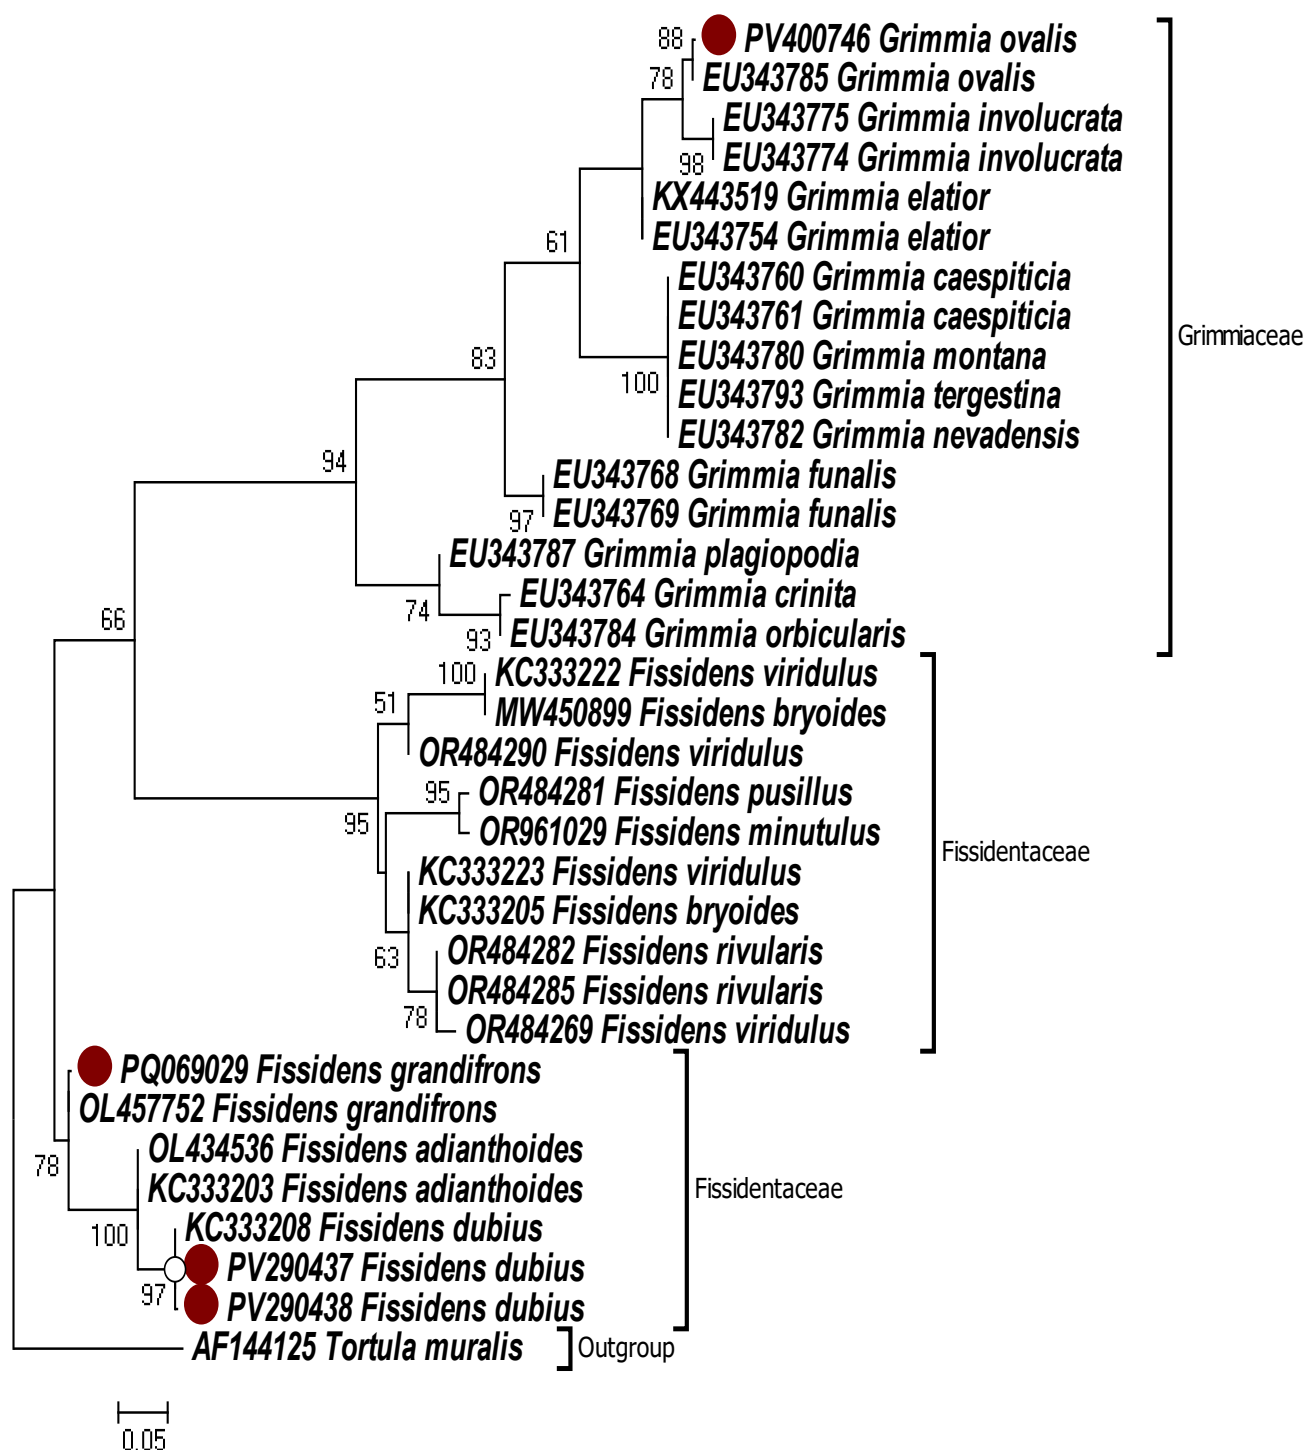 88
PV400746 Grimmia ovalis
78
EU343785 Grimmia ovalis
EU343775 Grimmia involucrata
98
EU343774 Grimmia involucrata
KX443519 Grimmia elatior
61
EU343754 Grimmia elatior
EU343760 Grimmia caespiticia
EU343761 Grimmia caespiticia
Grimmiaceae
83
EU343780 Grimmia montana
100
EU343793 Grimmia tergestina
EU343782 Grimmia nevadensis
94
EU343768 Grimmia funalis
97
EU343769 Grimmia funalis
EU343787 Grimmia plagiopodia
74
EU343764 Grimmia crinita
66
93
EU343784 Grimmia orbicularis
100
KC333222 Fissidens viridulus
51
MW450899 Fissidens bryoides
OR484290 Fissidens viridulus
95
OR484281 Fissidens pusillus
95
OR961029 Fissidens minutulus
Fissidentaceae
KC333223 Fissidens viridulus
KC333205 Fissidens bryoides
63
OR484282 Fissidens rivularis
OR484285 Fissidens rivularis
78
OR484269 Fissidens viridulus
PQ069029 Fissidens grandifrons
OL457752 Fissidens grandifrons
78
OL434536 Fissidens adianthoides
KC333203 Fissidens adianthoides
Fissidentaceae
100
KC333208 Fissidens dubius
PV290437 Fissidens dubius
97
PV290438 Fissidens dubius
AF144125 Tortula muralis
Outgroup
0.05